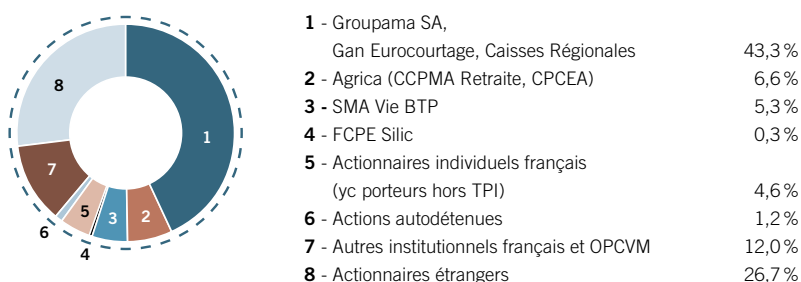 8
1
7
5
3
2
6
4
1 - Groupama SA,
Gan Eurocourtage, Caisses Régionales 43,3 %
2 - Agrica (CCPMA Retraite, CPCEA) 6,6 %
3 - SMA Vie BTP 5,3 %
4 - FCPE Silic 0,3 %
5 - Actionnaires individuels français
(yc porteurs hors TPI) 4,6 %
6 - Actions autodétenues 1,2 %
7 - Autres institutionnels français et OPCVM 12,0 %
8 - Actionnaires étrangers 26,7 %